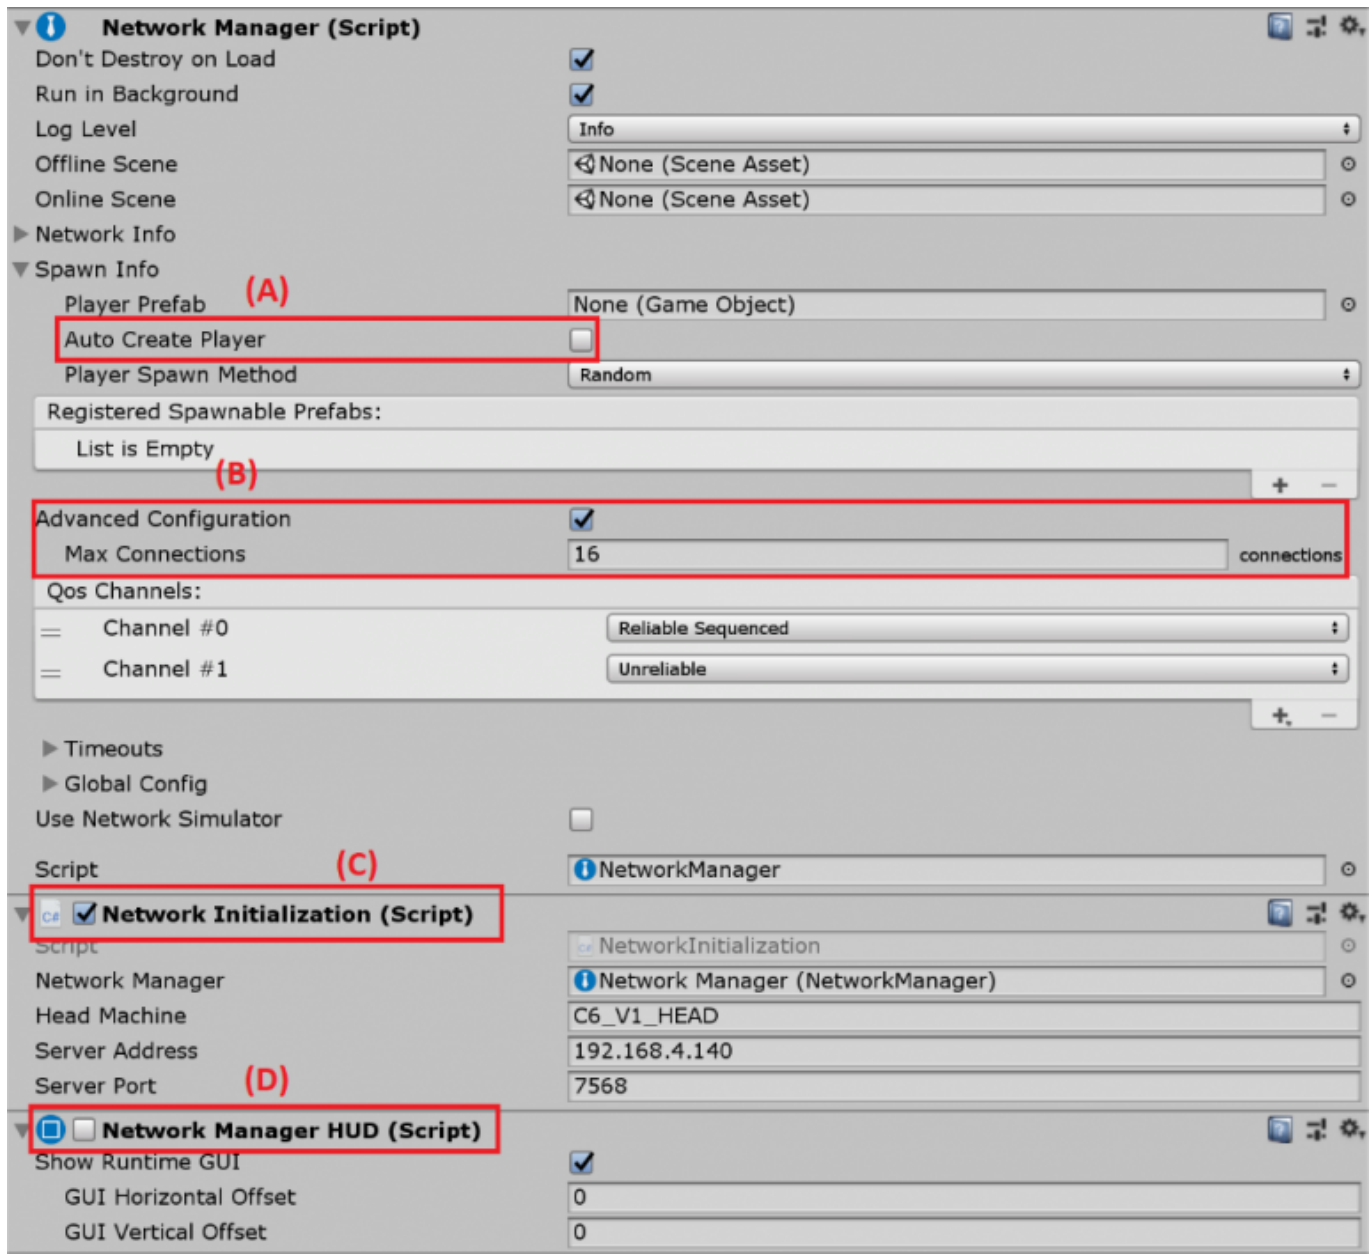 Network Manager (Script)
Don't Destroy on Load
Run in Background
Log Level Info
Offline Scene None (Scene Asset)
Online Scene None (Scene Asset)
Network Info
Spawn Info
(A)
Player Prefab None (Game Object)
Auto Create Player
Player Spawn Method Random
Registered Spawnable Prefabs:
List is Empty
(B)
Advanced Configuration
Max Connections 16 connections
Qos Channels:
Channel #0 Reliable Sequenced
Channel #1 Unreliable
Timeouts
Global Config
Use Network Simulator
(C)
Script NetworkManager
C# Network Initialization (Script)
Script C# NetworkInitialization
Network Manager Network Manager (NetworkManager)
Head Machine C6_V1_HEAD
Server Address 192.168.4.140
(D)
Server Port 7568
Network Manager HUD (Script)
Show Runtime GUI
GUI Horizontal Offset 0
GUI Vertical Offset 0